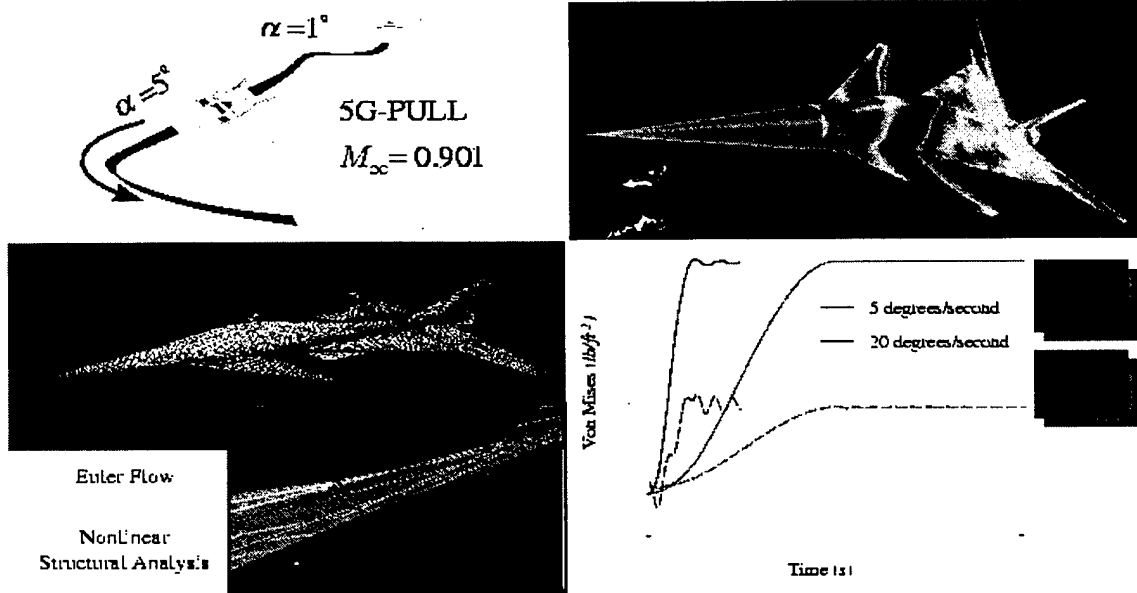 α=1°
α=5°
5G-PULL
M∞= 0.901
Von Mises (lb/ft²)
5 degrees/second
20 degrees/second
Euler Flow
NonLinear
Structural Analysis
Time (s)